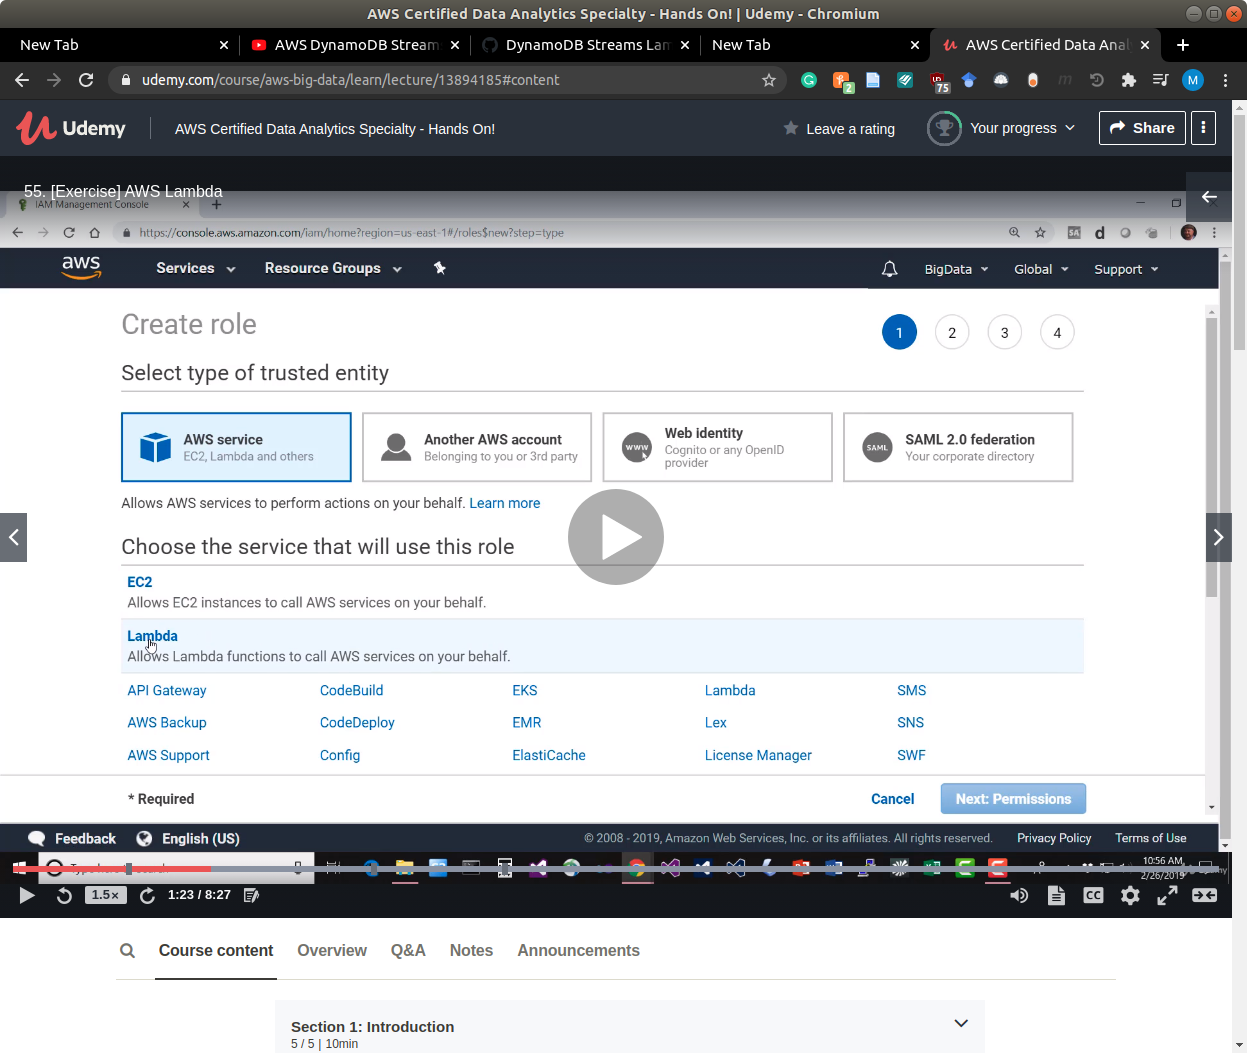 AWS Certified Data Analytics Specialty - Hands On! | Udemy - Chromium
New Tab
AWS DynamoDB Stream
DynamoDB Streams Lam
New Tab
AWS Certified Data Anal
udemy.com/course/aws-big-data/learn/lecture/13894185#content
2
75
M
Udemy
AWS Certified Data Analytics Specialty - Hands On!
Leave a rating
Your progress
Share
55. [Exercise] AWS Lambda
IAM Management Console
https://console.aws.amazon.com/iam/home?region=us-east-1#/roles$new?step=type
SA
d
aws
Services
Resource Groups
BigData
Global
Support
Create role
1
2
3
4
Select type of trusted entity
AWS service
EC2, Lambda and others
Another AWS account
Belonging to you or 3rd party
www
Web identity
Cognito or any OpenID
provider
SAML
SAML 2.0 federation
Your corporate directory
Allows AWS services to perform actions on your behalf. Learn more
Choose the service that will use this role
EC2
Allows EC2 instances to call AWS services on your behalf.
Lambda
Allows Lambda functions to call AWS services on your behalf.
API Gateway
CodeBuild
EKS
Lambda
SMS
AWS Backup
CodeDeploy
EMR
Lex
SNS
AWS Support
Config
ElastiCache
License Manager
SWF
* Required
Cancel
Next: Permissions
Feedback
English (US)
© 2008 - 2019, Amazon Web Services, Inc. or its affiliates. All rights reserved.
Privacy Policy
Terms of Use
10:56 AM
2/26/2019
1.5×
1:23 / 8:27
CC
Course content
Overview
Q&A
Notes
Announcements
Section 1: Introduction
5 / 5 | 10min